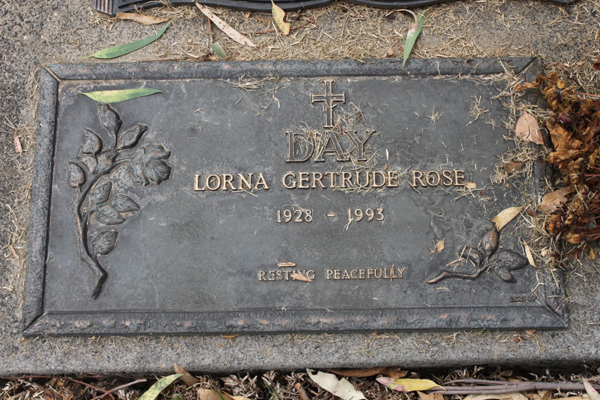 DAY
LORNA GERTRUDE ROSE
1928 - 1993
RESTING PEACEFULLY